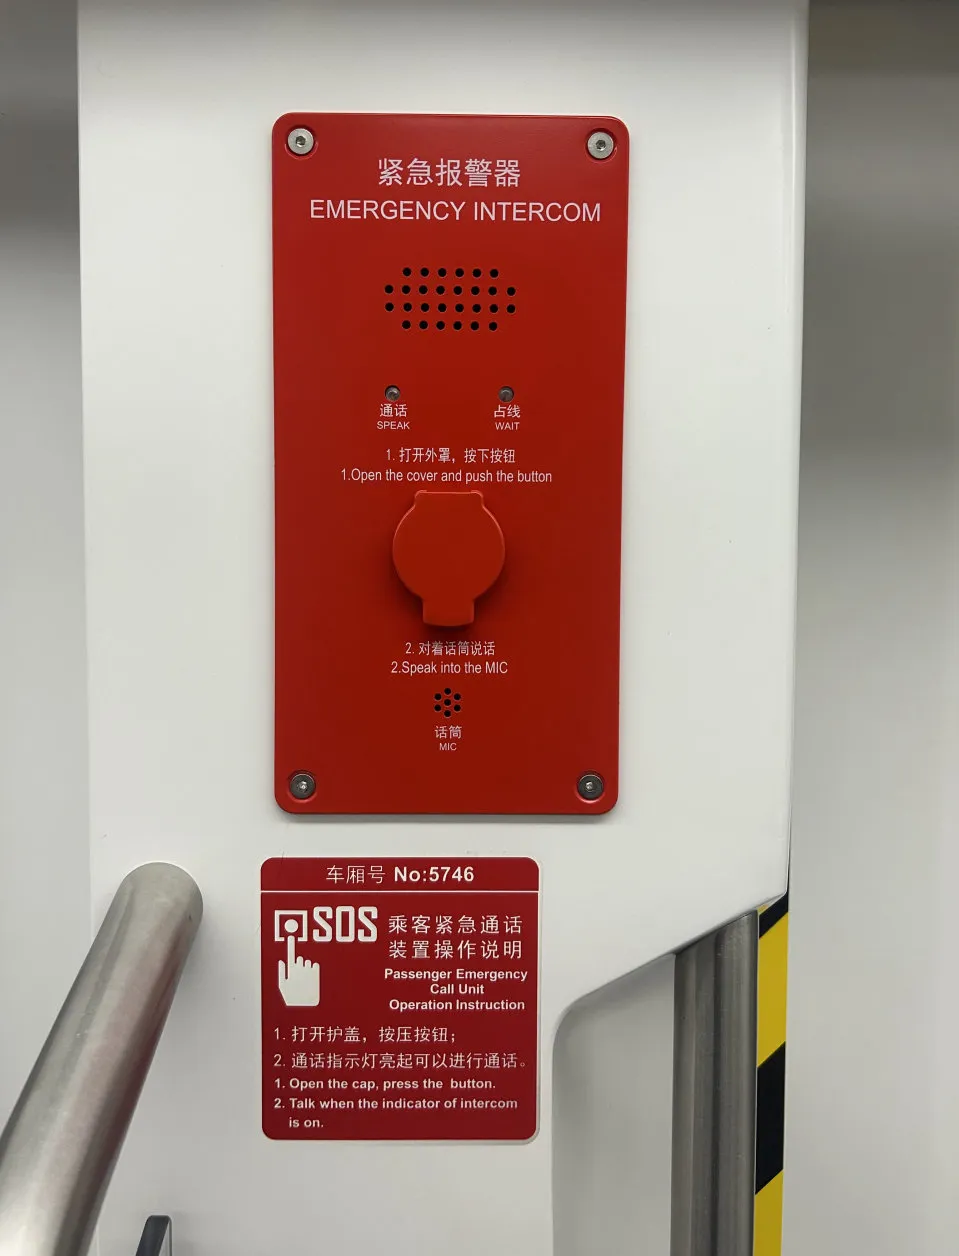 紧急报警器
EMERGENCY INTERCOM
通话 占线
SPEAK WAIT
1. 打开外罩，按下按钮
1.Open the cover and push the button
2. 对着话筒说话
2.Speak into the MIC
话筒
MIC
车厢号 No:5746
SOS
乘客紧急通话
装置操作说明
Passenger Emergency
Call Unit
Operation Instruction
1. 打开护盖，按压按钮；
2. 通话指示灯亮起可以进行通话。
1. Open the cap, press the button.
2. Talk when the indicator of intercom
is on.